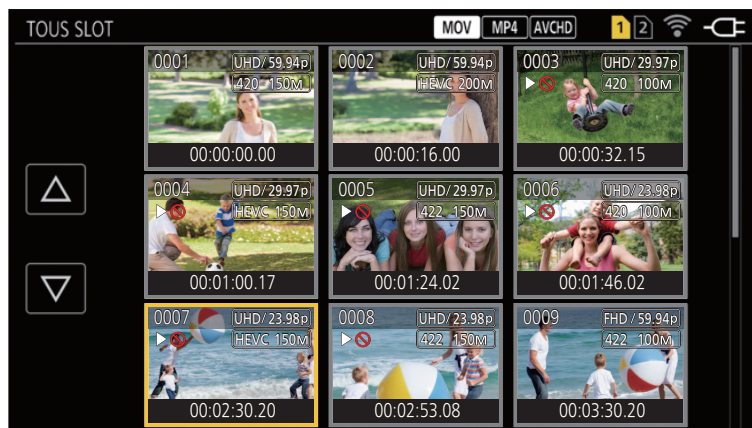 TOUS SLOT MOV MP4 AVCHD 1 2
0001 UHD/59.94p 0002 UHD/59.94p 0003 UHD/29.97p
420 150M HEVC 200M 420 100M
00:00:00.00 00:00:16.00 00:00:32.15
0004 UHD/29.97p 0005 UHD/29.97p 0006 UHD/23.98p
HEVC 150M 422 150M 420 100M
00:01:00.17 00:01:24.02 00:01:46.02
0007 UHD/23.98p 0008 UHD/23.98p 0009 FHD/59.94p
HEVC 150M 422 150M 422 100M
00:02:30.20 00:02:53.08 00:03:30.20